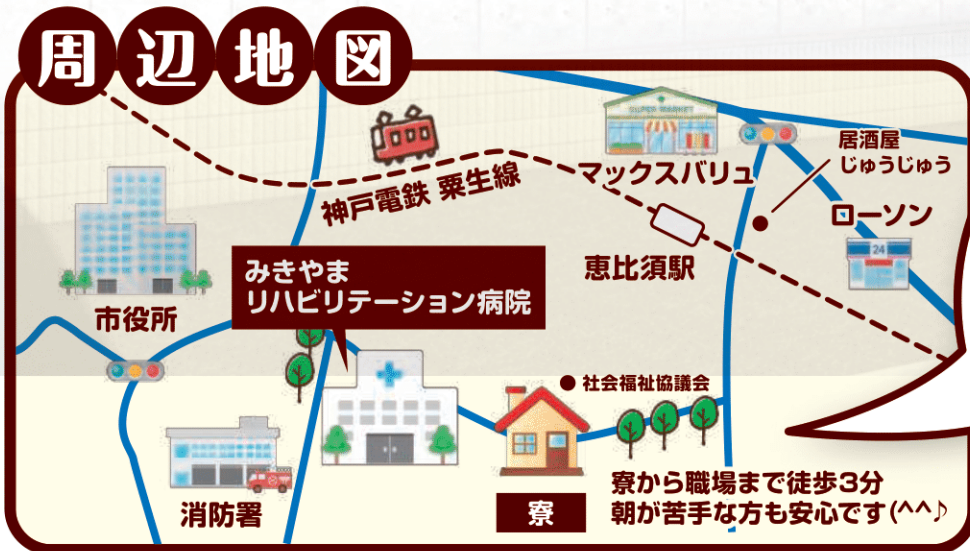 周辺地図
SUPER MARKET
居酒屋
じゅうじゅう
マックスバリュ
神戸電鉄 粟生線
ローソン
24
恵比須駅
みきやま
リハビリテーション病院
市役所
社会福祉協議会
消防署
寮
寮から職場まで徒歩3分
朝が苦手な方も安心です(^^♪